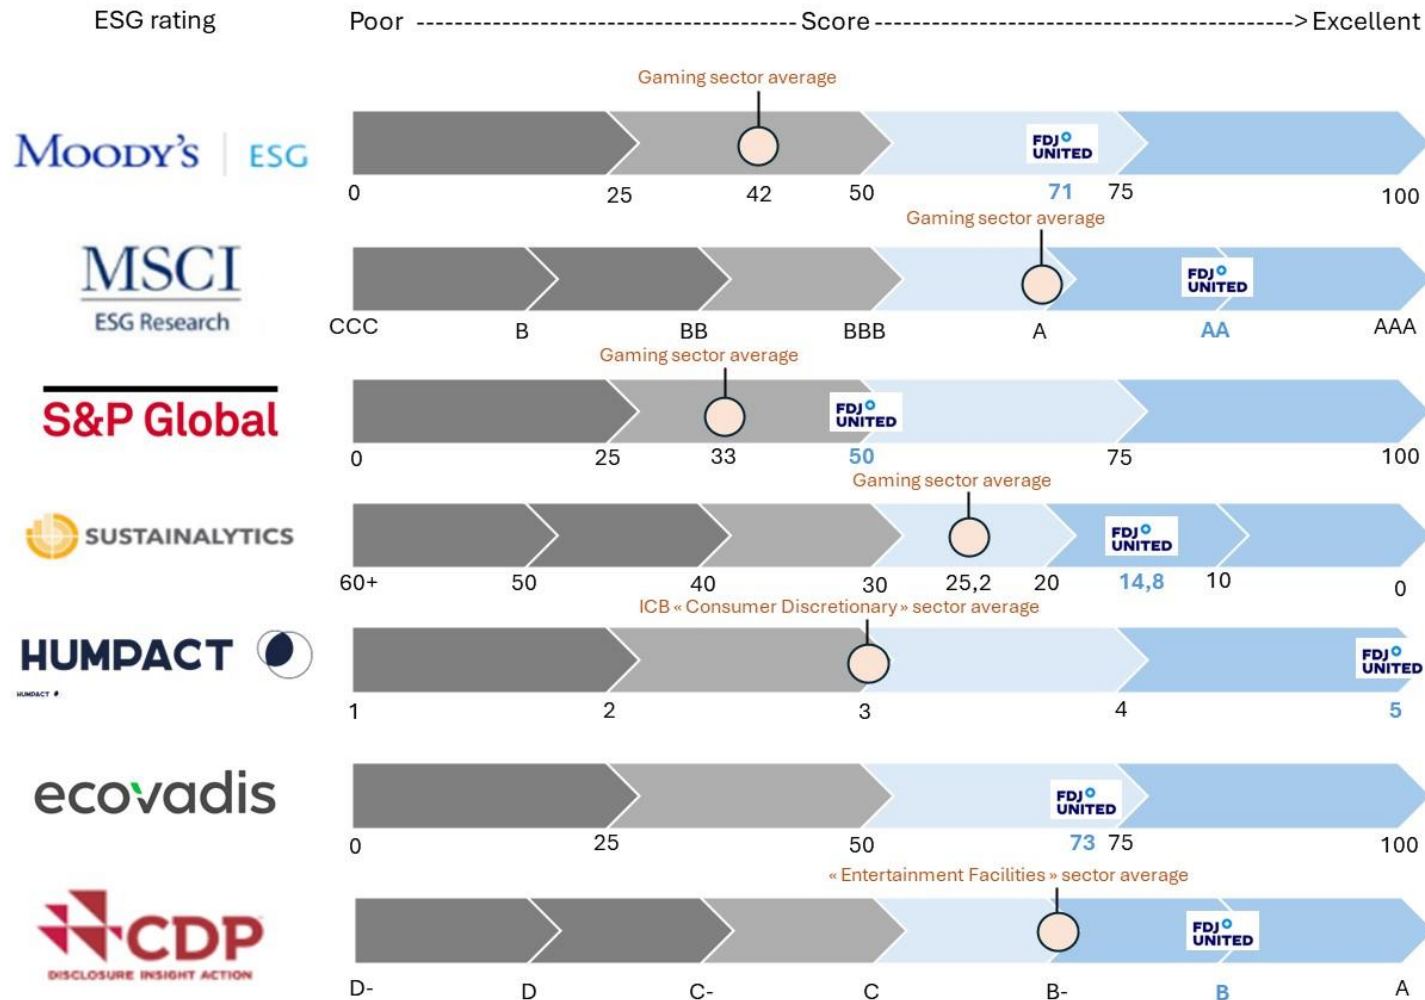 ESG rating
Poor --------------------------------- Score ------------------------------------> Excellent
Gaming sector average
MOODY'S | ESG
FDJ UNITED
0 25 42 50 71 75 100
Gaming sector average
MSCI
ESG Research
FDJ UNITED
CCC B BB BBB A AA AAA
Gaming sector average
S&P Global
FDJ UNITED
0 25 33 50 75 100
Gaming sector average
SUSTAINALYTICS
FDJ UNITED
60+ 50 40 30 25,2 20 14,8 10 0
ICB « Consumer Discretionary » sector average
HUMPACT
HUMPACT
FDJ UNITED
1 2 3 4 5
ecovadis
FDJ UNITED
0 25 50 73 75 100
« Entertainment Facilities » sector average
CDP
DISCLOSURE INSIGHT ACTION
FDJ UNITED
D- D C- C B- B A